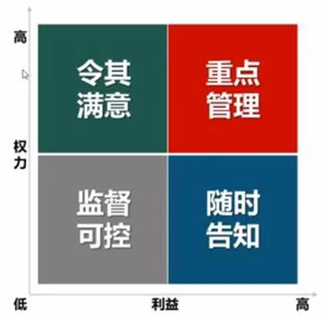 高
令其
满意
重点
管理
权
力
监督
可控
随时
告知
低
利益
高